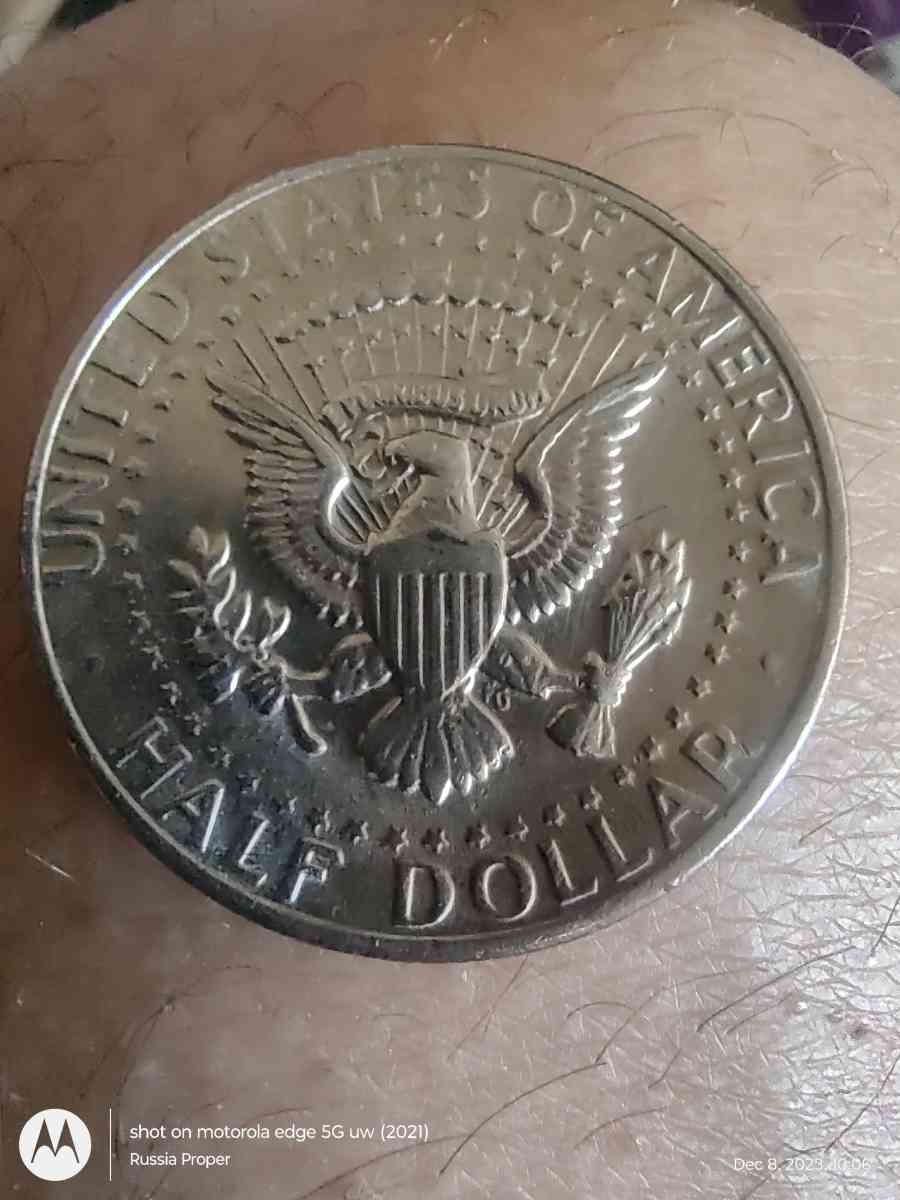 UNITED STATES OF AMERICA
HALF DOLLAR
shot on motorola edge 5G uw (2021)
Russia Proper
Dec 8, 2023, 10:06